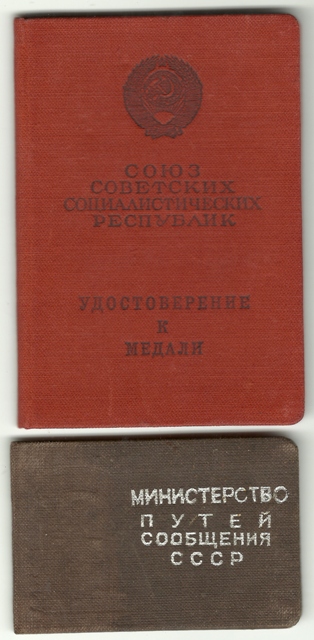 СОЮЗ
СОВЕТСКИХ
СОЦИАЛИСТИЧЕСКИХ
РЕСПУБЛИК
УДОСТОВЕРЕНИЕ
К
МЕДАЛИ
МИНИСТЕРСТВО
ПУТЕЙ
СООБЩЕНИЯ
СССР